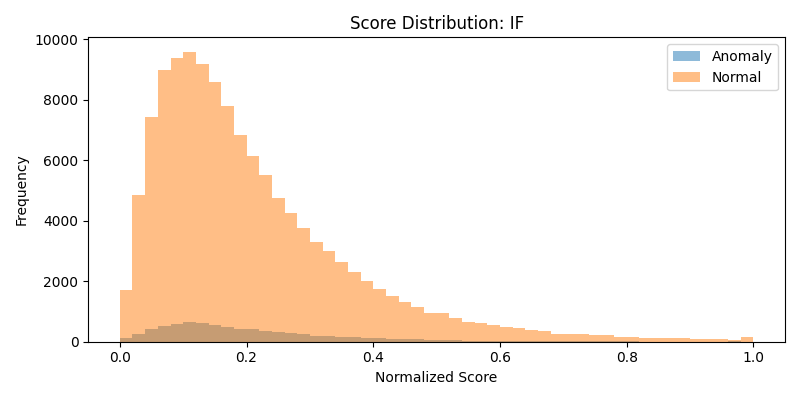 Score Distribution: IF
Anomaly
Normal
10000
8000
6000
4000
2000
0
Frequency
0.0 0.2 0.4 0.6 0.8 1.0
Normalized Score